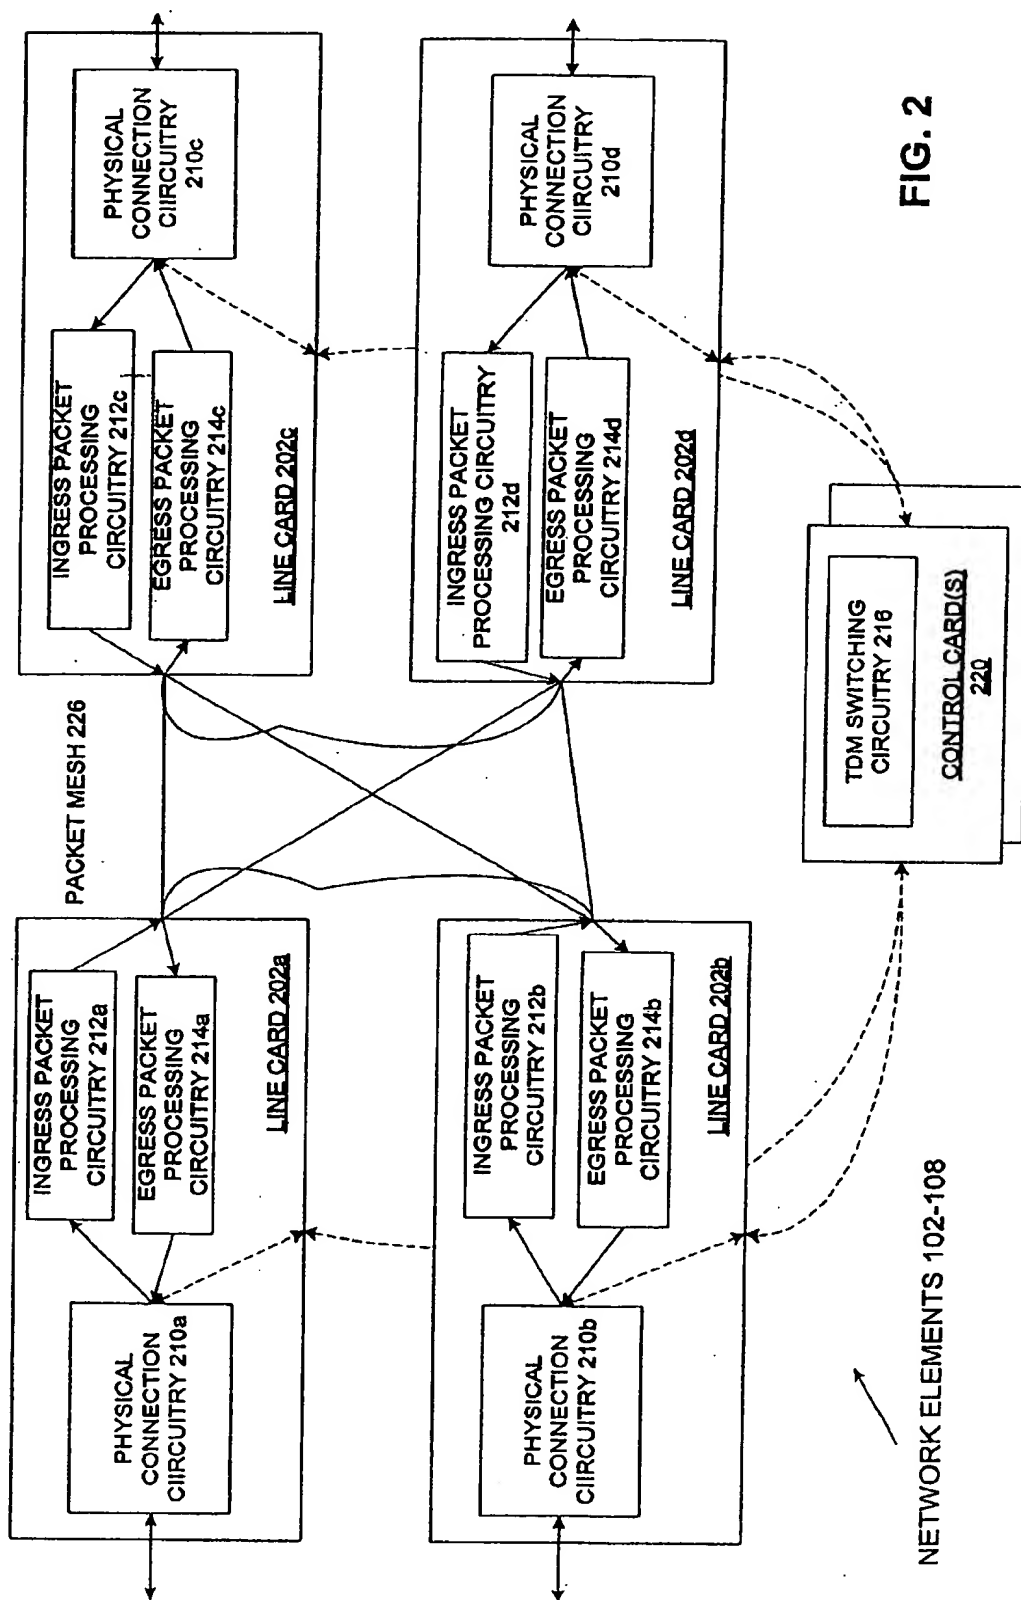 PACKET MESH 226
PHYSICAL
CONNECTION
CIIRCUITRY 210a
INGRESS PACKET
PROCESSING
CIRCUITRY 212a
EGRESS PACKET
PROCESSING
CIRCUITRY 214a
LINE CARD 202a
INGRESS PACKET
PROCESSING
CIRCUITRY 212c
EGRESS PACKET
PROCESSING
CIRCUITRY 214c
LINE CARD 202c
PHYSICAL
CONNECTION
CIIRCUITRY
210c
PHYSICAL
CONNECTION
CIIRCUITRY 210b
INGRESS PACKET
PROCESSING
CIRCUITRY 212b
EGRESS PACKET
PROCESSING
CIRCUITRY 214b
LINE CARD 202b
INGRESS PACKET
PROCESSING CIRCUITRY
212d
EGRESS PACKET
PROCESSING
CIRCUITRY 214d
LINE CARD 202d
PHYSICAL
CONNECTION
CIIRCUITRY
210d
TDM SWITCHING
CIRCUITRY 216
CONTROL CARD(S)
220
NETWORK ELEMENTS 102-108
FIG. 2